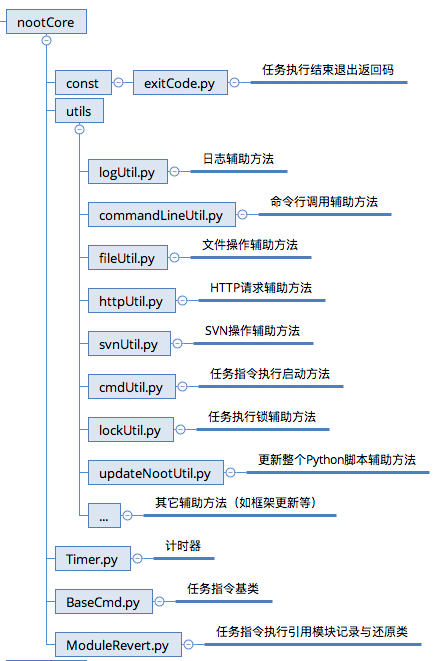 nootCore
const
exitCode.py
任务执行结束退出返回码
utils
logUtil.py
日志辅助方法
commandLineUtil.py
命令行调用辅助方法
fileUtil.py
文件操作辅助方法
httpUtil.py
HTTP请求辅助方法
svnUtil.py
SVN操作辅助方法
cmdUtil.py
任务指令执行启动方法
lockUtil.py
任务执行锁辅助方法
updateNootUtil.py
更新整个Python脚本辅助方法
...
其它辅助方法（如框架更新等）
Timer.py
计时器
BaseCmd.py
任务指令基类
ModuleRevert.py
任务指令执行引用模块记录与还原类